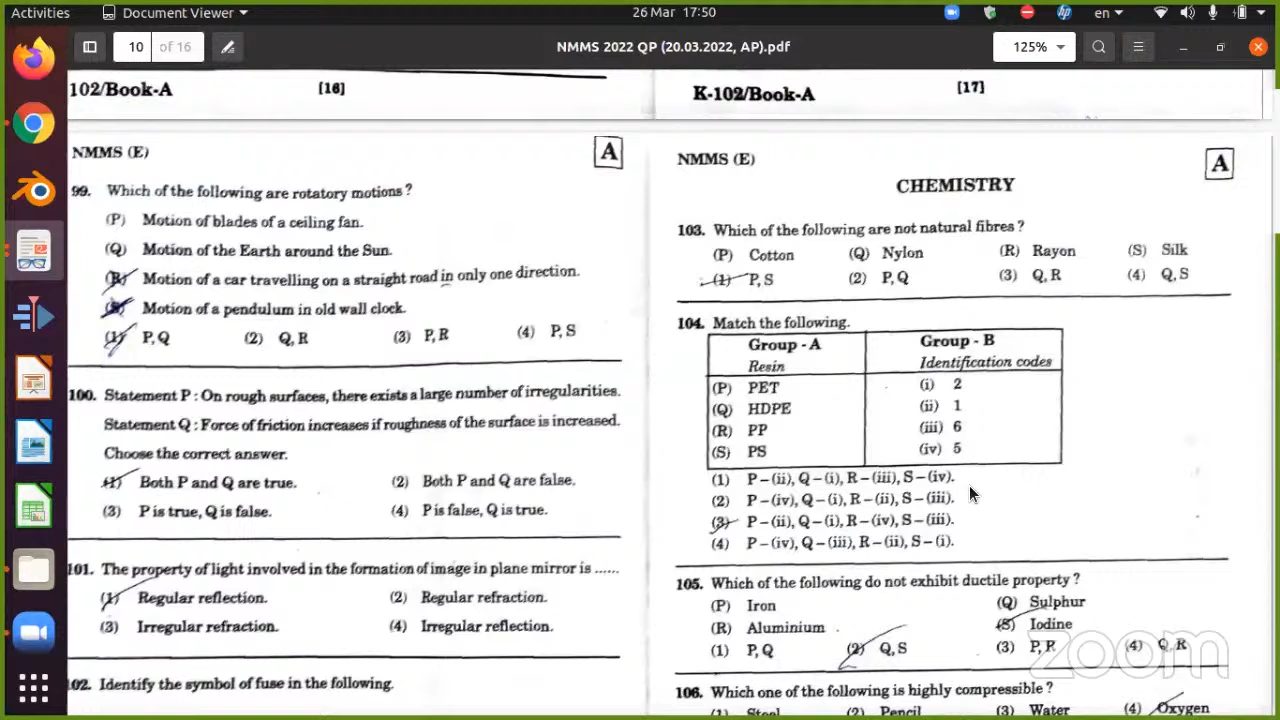 Activities
Document Viewer
26 Mar 17:50
en
10 of 16
NMMS 2022 QP (20.03.2022, AP).pdf
125%
102/Book-A
[16]
K-102/Book-A
[17]
NMMS (E)
A
99. Which of the following are rotatory motions ?
(P) Motion of blades of a ceiling fan.
(Q) Motion of the Earth around the Sun.
(R) Motion of a car travelling on a straight road in only one direction.
(S) Motion of a pendulum in old wall clock.
(1) P, Q (2) Q, R (3) P, R (4) P, S
100. Statement P : On rough surfaces, there exists a large number of irregularities.
Statement Q : Force of friction increases if roughness of the surface is increased.
Choose the correct answer.
(1) Both P and Q are true. (2) Both P and Q are false.
(3) P is true, Q is false. (4) P is false, Q is true.
101. The property of light involved in the formation of image in plane mirror is ......
(1) Regular reflection. (2) Regular refraction.
(3) Irregular refraction. (4) Irregular reflection.
102. Identify the symbol of fuse in the following.
NMMS (E)
A
CHEMISTRY
103. Which of the following are not natural fibres ?
(P) Cotton (Q) Nylon (R) Rayon (S) Silk
(1) P, S (2) P, Q (3) Q, R (4) Q, S
104. Match the following.
Group - A Group - B
Resin Identification codes
(P) PET (i) 2
(Q) HDPE (ii) 1
(R) PP (iii) 6
(S) PS (iv) 5
(1) P – (ii), Q – (i), R – (iii), S – (iv).
(2) P – (iv), Q – (i), R – (ii), S – (iii).
(3) P – (ii), Q – (i), R – (iv), S – (iii).
(4) P – (iv), Q – (iii), R – (ii), S – (i).
105. Which of the following do not exhibit ductile property ?
(P) Iron (Q) Sulphur
(R) Aluminium (S) Iodine
(1) P, Q (2) Q, S (3) P, R (4) Q, R
zoom
106. Which one of the following is highly compressible ?
(1) Steel (2) Pencil (3) Water (4) Oxygen